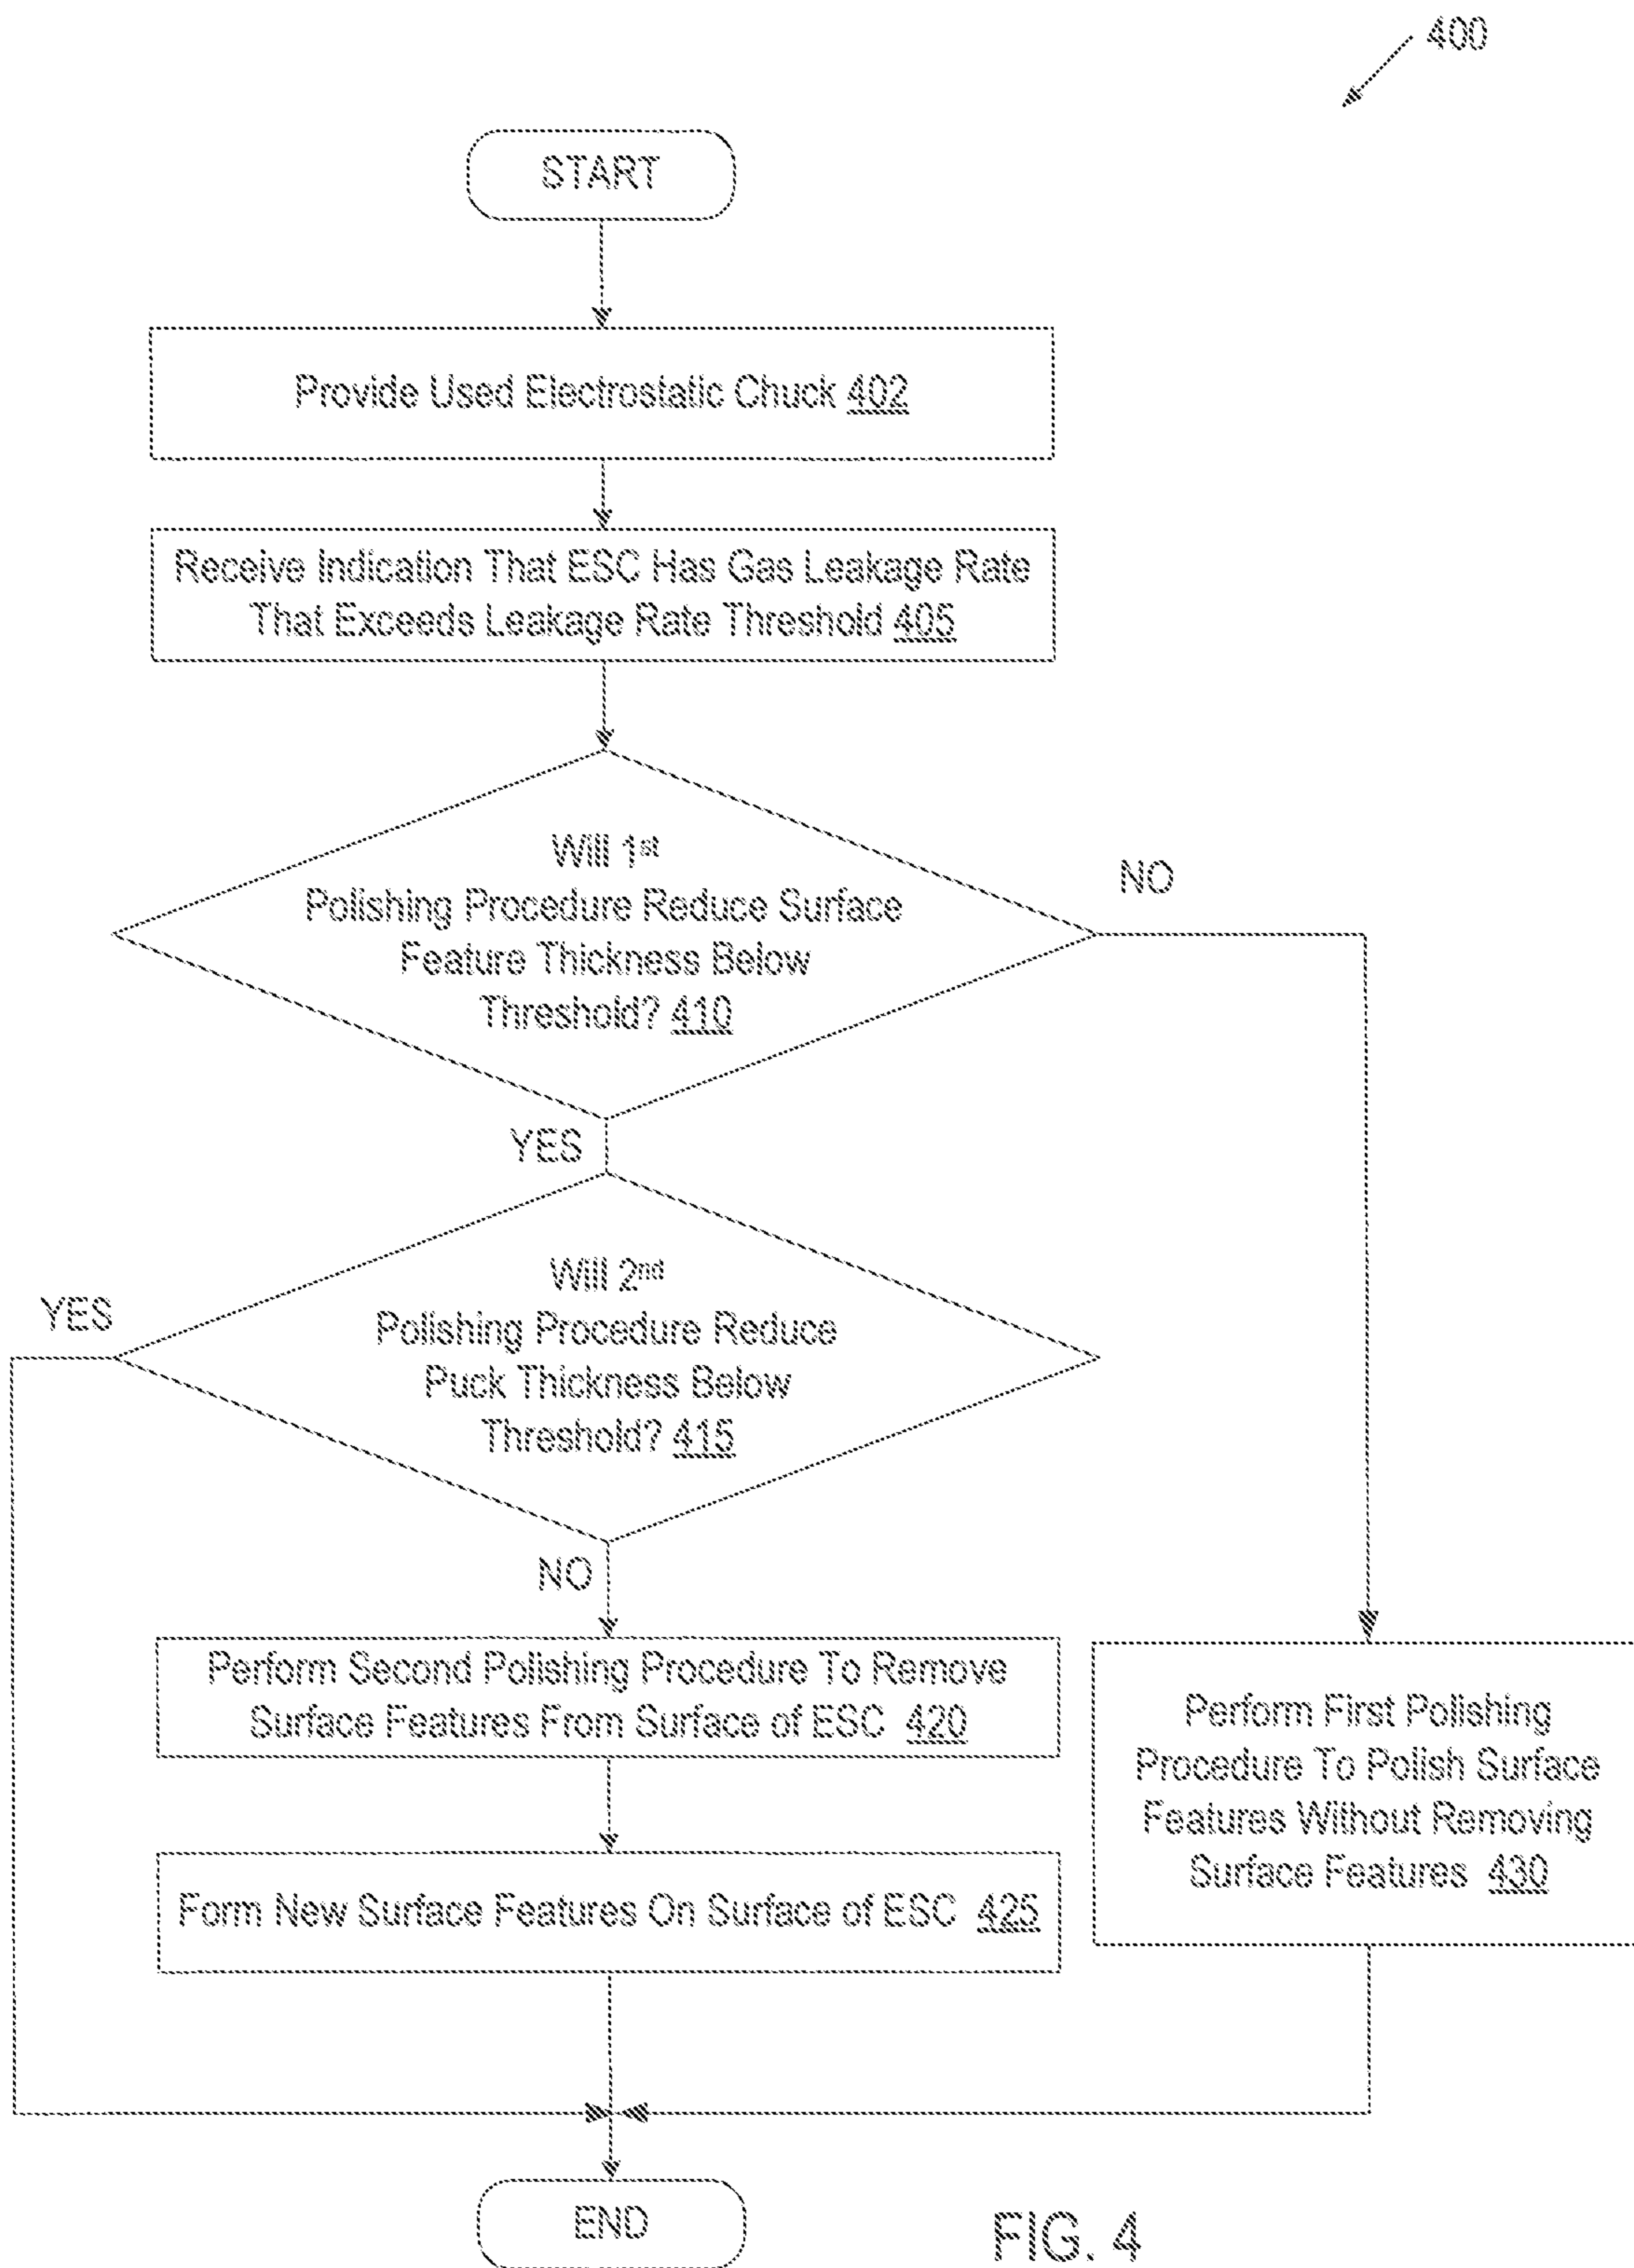 400
START
Provide Used Electrostatic Chuck 402
Receive Indication That ESC Has Gas Leakage Rate
That Exceeds Leakage Rate Threshold 405
Will 1st
Polishing Procedure Reduce Surface
Feature Thickness Below
Threshold? 410
NO
YES
Will 2nd
Polishing Procedure Reduce
Puck Thickness Below
Threshold? 415
YES
NO
Perform Second Polishing Procedure To Remove
Surface Features From Surface of ESC 420
Form New Surface Features On Surface of ESC 425
Perform First Polishing
Procedure To Polish Surface
Features Without Removing
Surface Features 430
END
FIG. 4